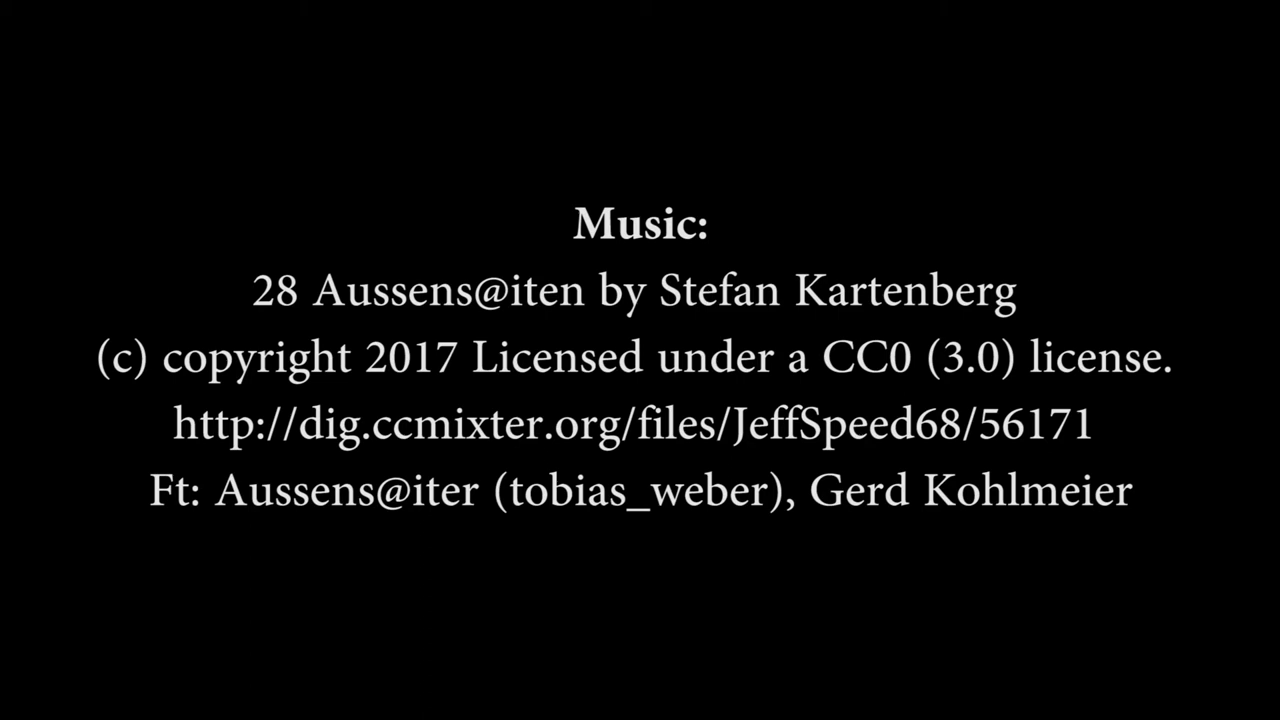 Music:
28 Aussens@iten by Stefan Kartenberg
(c) copyright 2017 Licensed under a CC0 (3.0) license.
http://dig.ccmixter.org/files/JeffSpeed68/56171
Ft: Aussens@iter (tobias_weber), Gerd Kohlmeier